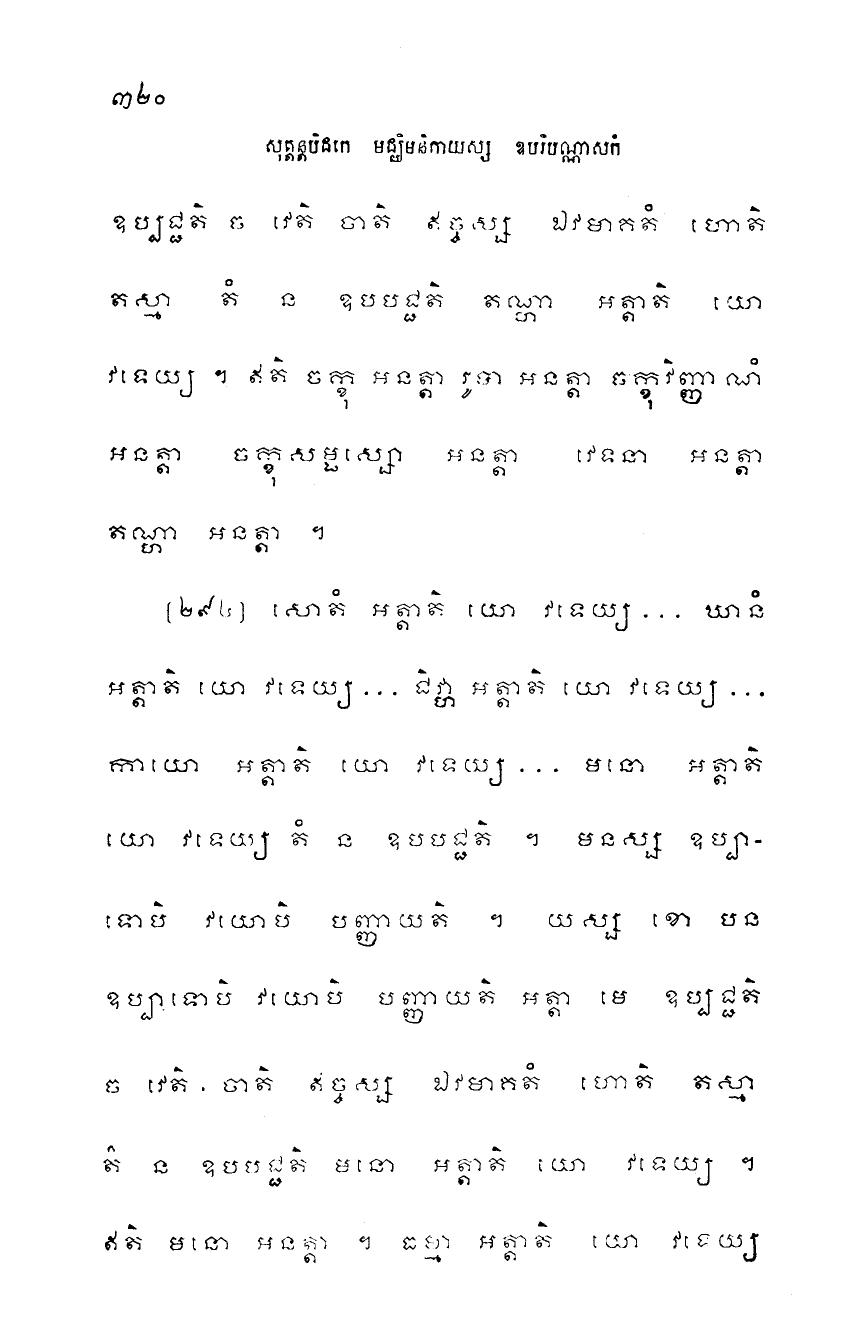 ៣២០
សុត្តន្តបិដកេ មជ្ឈិមនិកាយស្ស ឧបរិបណ្ណាសកំ
ឧប្បជ្ជតិ ច វេតិ ចាតិ ឥច្ចស្ស ឯវមាគតំ ហោតិ
តស្មា តំ ន ឧបបជ្ជតិ តណ្ហា អត្តាតិ យោ
វទេយ្យ ។ ឥតិ ចក្ខុ អនត្តា រូបា អនត្តា ចក្ខុវិញ្ញាណំ
អនត្តា ចក្ខុសម្ផស្សោ អនត្តា វេទនា អនត្តា
តណ្ហា អនត្តា ។
[២៩៤] សោតំ អត្តាតិ យោ វទេយ្យ... ឃានំ
អត្តាតិ យោ វទេយ្យ... ជិវ្ហា អត្តាតិ យោ វទេយ្យ...
កាយោ អត្តាតិ យោ វទេយ្យ... មនោ អត្តាតិ
យោ វទេយ្យ តំ ន ឧបបជ្ជតិ ។ មនស្ស ឧប្បា-
ទោបិ វយោបិ បញ្ញាយតិ ។ យស្ស ខោ បន
ឧប្បាទោបិ វយោបិ បញ្ញាយតិ អត្តា មេ ឧប្បជ្ជតិ
ច វេតិ . ចាតិ ឥច្ចស្ស ឯវមាគតំ ហោតិ តស្មា
តំ ន ឧបបជ្ជតិ មនោ អត្តាតិ យោ វទេយ្យ ។
ឥតិ មនោ អនត្តា ។ ធម្មា អត្តាតិ យោ វទេយ្យ